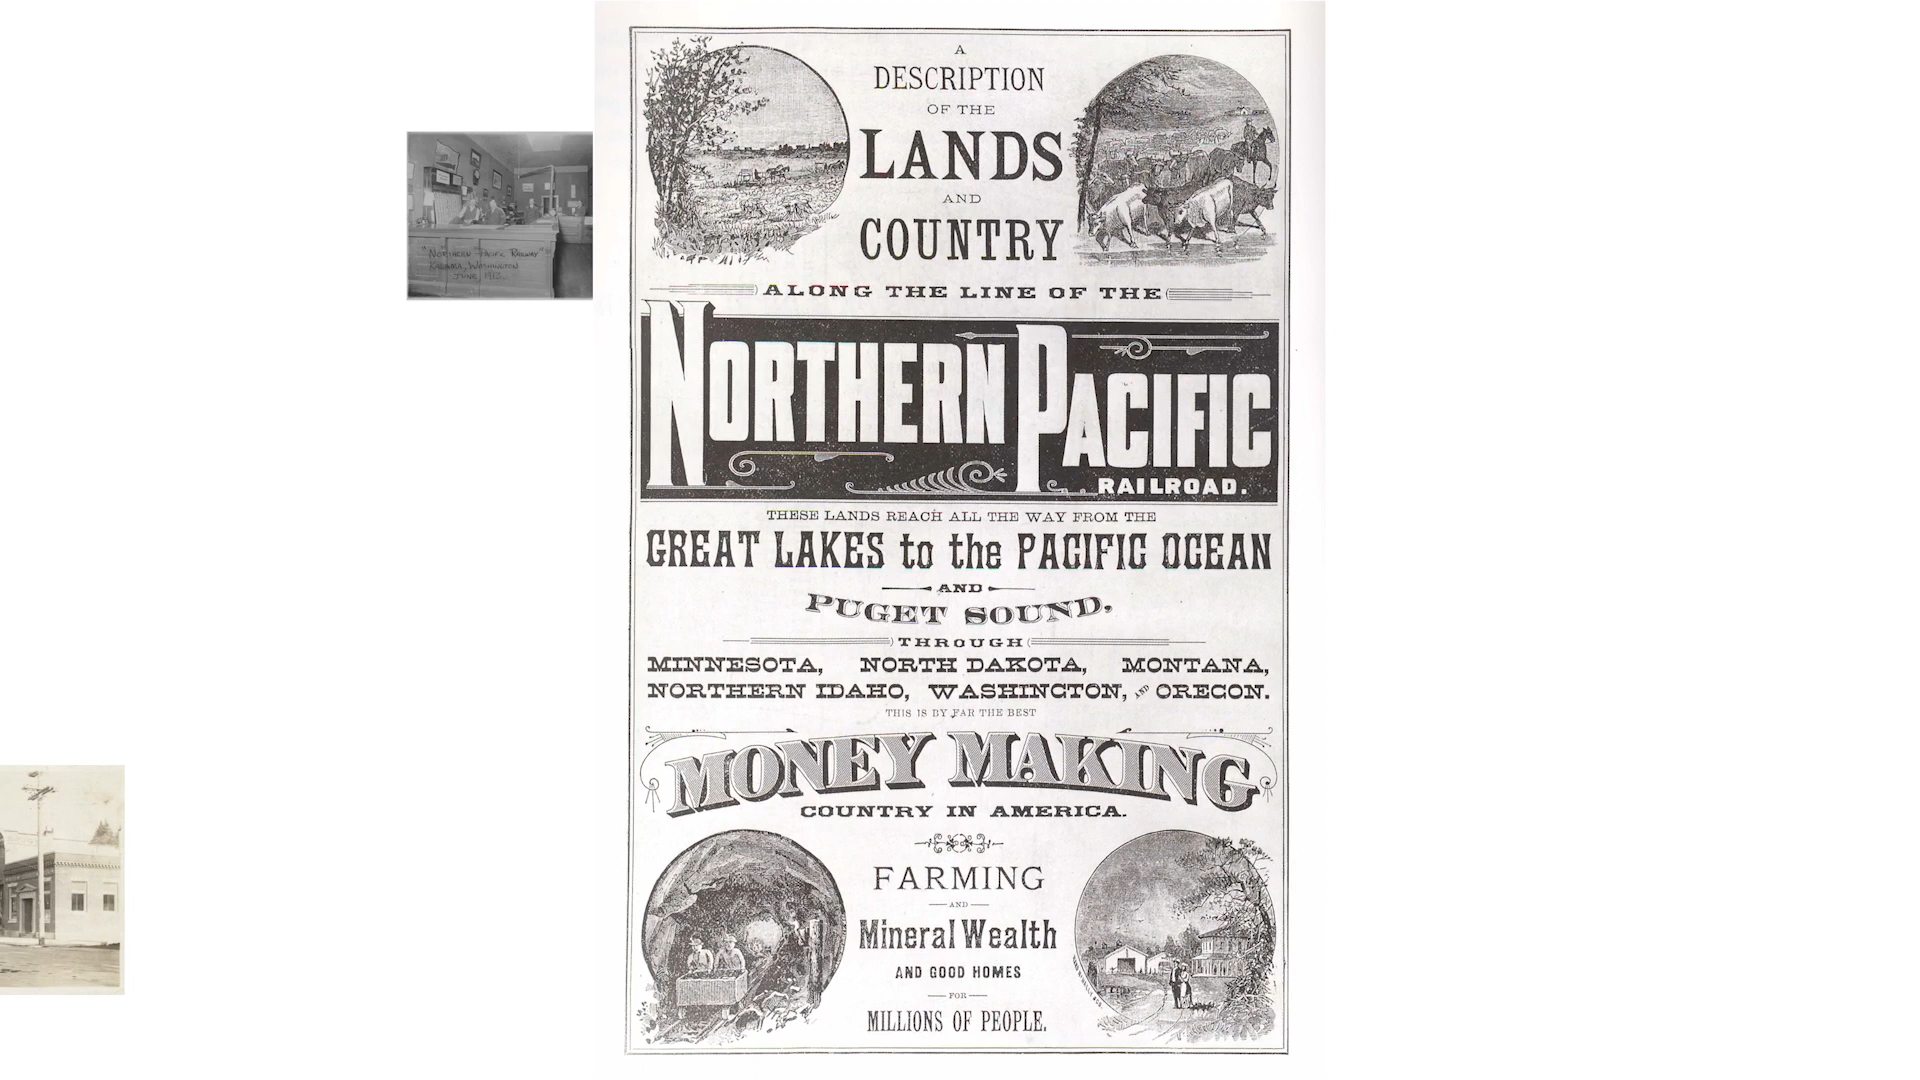 A
DESCRIPTION
OF THE
LANDS
AND
COUNTRY
ALONG THE LINE OF THE
NORTHERN PACIFIC
RAILROAD.
THESE LANDS REACH ALL THE WAY FROM THE
GREAT LAKES to the PACIFIC OCEAN
AND
PUGET SOUND,
THROUGH
MINNESOTA, NORTH DAKOTA, MONTANA,
NORTHERN IDAHO, WASHINGTON, AND OREGON.
THIS IS BY FAR THE BEST
MONEY MAKING
COUNTRY IN AMERICA.
FARMING
AND
Mineral Wealth
AND GOOD HOMES
FOR
MILLIONS OF PEOPLE.
"NORTHERN PACIFIC RAILWAY"
KALAMA, WASHINGTON
JUNE, 1913.